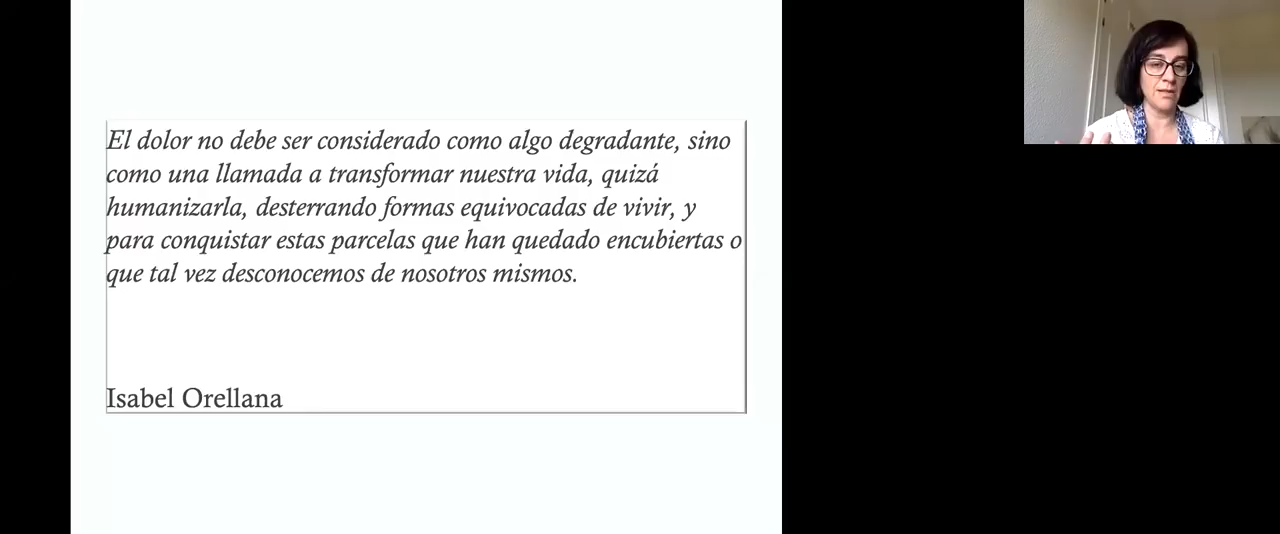 El dolor no debe ser considerado como algo degradante, sino
como una llamada a transformar nuestra vida, quizá
humanizarla, desterrando formas equivocadas de vivir, y
para conquistar estas parcelas que han quedado encubiertas o
que tal vez desconocemos de nosotros mismos.
Isabel Orellana